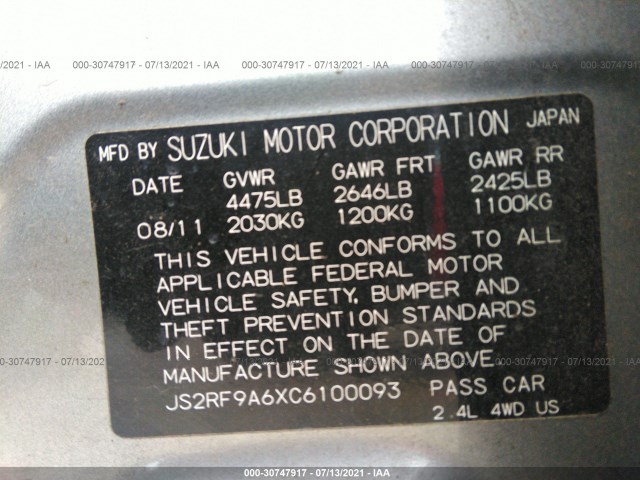 /2021 - IAA 000-30747917 - 07/13/2021 - IAA 000-30747917 - 07/13/2021 - IAA 000-30747917 - 07/1
MFD BY SUZUKI MOTOR CORPORATION JAPAN
DATE GVWR GAWR FRT GAWR RR
4475LB 2646LB 2425LB
08/11 2030KG 1200KG 1100KG
THIS VEHICLE CONFORMS TO ALL
APPLICABLE FEDERAL MOTOR
VEHICLE SAFETY, BUMPER AND
THEFT PREVENTION STANDARDS
IN EFFECT ON THE DATE OF
MANUFACTURE SHOWN ABOVE.
/2021 - IAA 000-30747917 - 07/13/2021 - IAA 000-30747917 - 07/13/2021 - IAA 000-30747917 - 07/1
JS2RF9A6XC6100093 PASS CAR
2.4L 4WD US
000-30747917 - 07/13/2021 - IAA